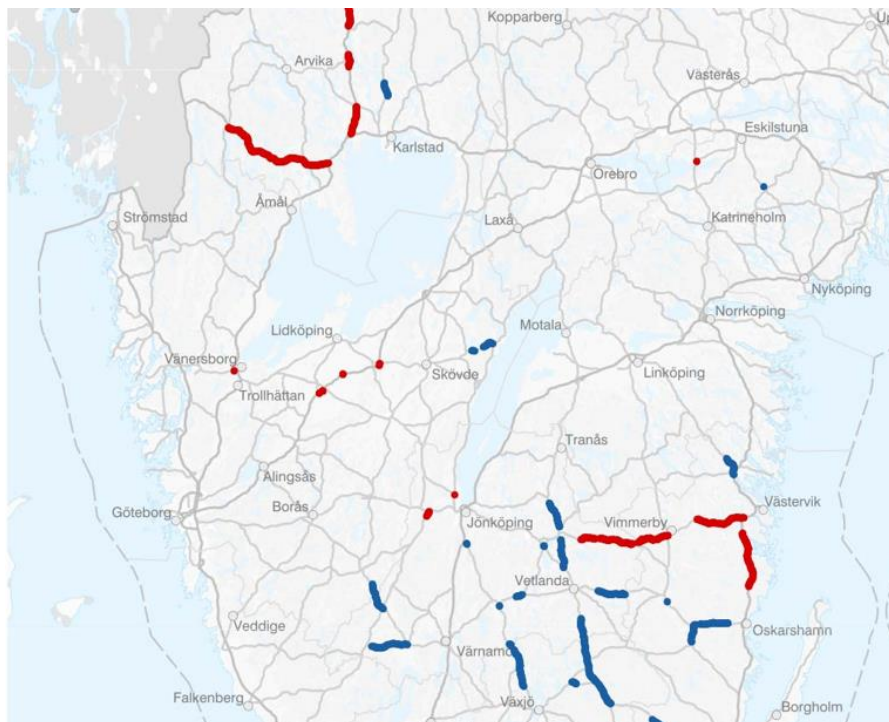 Kopparberg
Up
Arvika
Västerås
Eskilstuna
Karlstad
Örebro
Åmål
Strömstad
Laxå
Katrineholm
Nyköping
Norrköping
Lidköping
Motala
Vänersborg
Skövde
Linköping
Trollhättan
Tranås
Alingsås
Västervik
Göteborg
Borås
Jönköping
Vimmerby
Vetlanda
Veddige
Oskarshamn
Värnamo
Falkenberg
Växjö
Borgholm